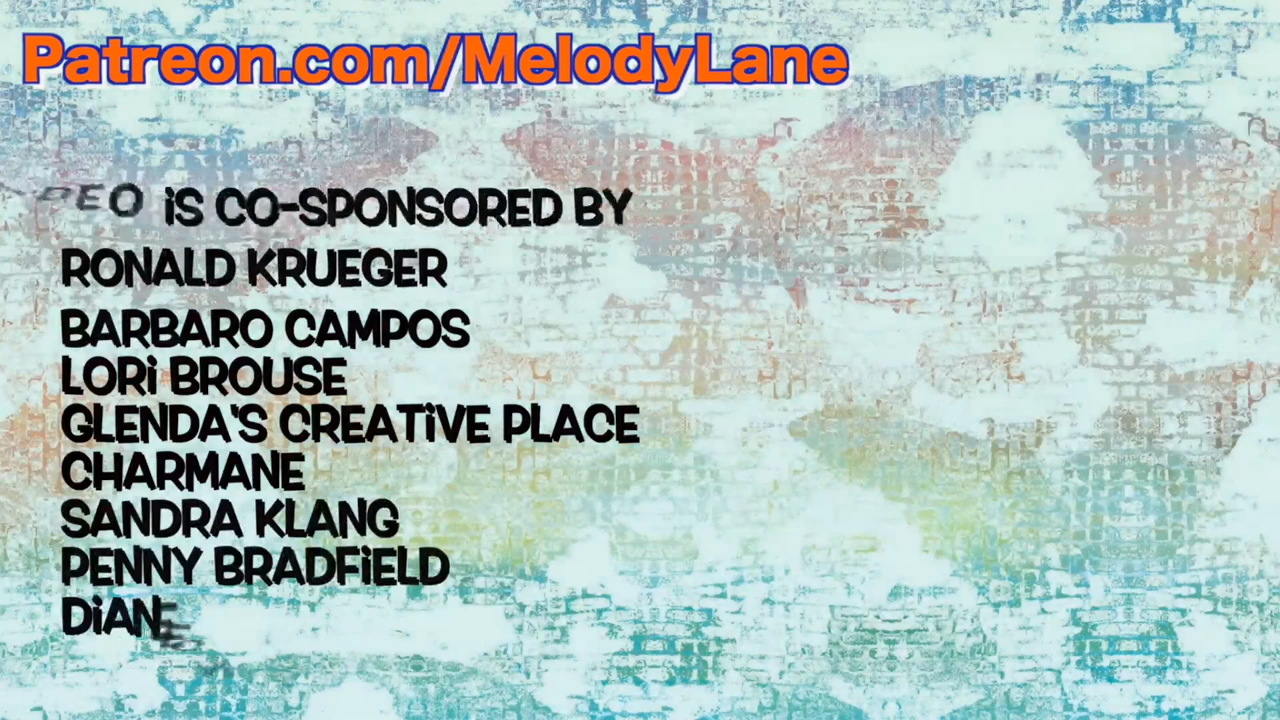 Patreon.com/MelodyLane
iS CO-SPONSORED BY
RONALD KRUEGER
BARBARO CAMPOS
LORi BROUSE
GLENDA'S CREATiVE PLACE
CHARMANE
SANDRA KLANG
PENNY BRADFiELD